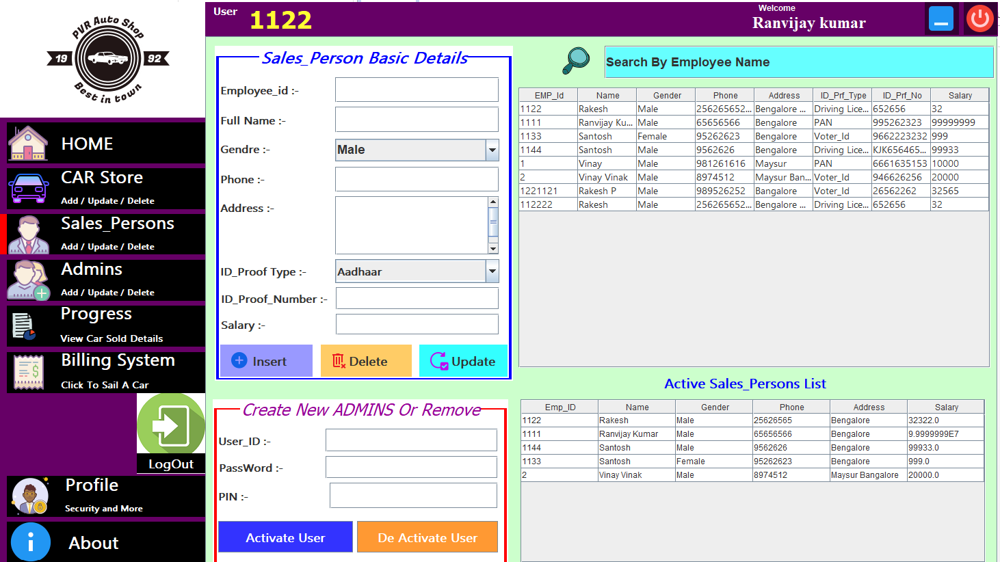 PVR Auto Shop
19 92
Best in town
User 1122
Welcome
Ranvijay kumar
HOME
CAR Store
Add / Update / Delete
Sales_Persons
Add / Update / Delete
Admins
Add / Update / Delete
Progress
View Car Sold Details
Billing System
Click To Sail A Car
LogOut
Profile
Security and More
About
Sales_Person Basic Details
Employee_id :-
Full Name :-
Gendre :- Male
Phone :-
Address :-
ID_Proof Type :- Aadhaar
ID_Proof_Number :-
Salary :-
Insert Delete Update
Create New ADMINS Or Remove
User_ID :-
PassWord :-
PIN :-
Activate User De Activate User
Search By Employee Name
EMP_Id Name Gender Phone Address ID_Prf_Type ID_Prf_No Salary
1122 Rakesh Male 256265652... Bengalore ... Driving Lice... 652656 32
1111 Ranvijay Ku... Male 65656566 Bengalore PAN 995262323 99999999
1133 Santosh Female 95262623 Bengalore Voter_Id 9662223232 999
1144 Santosh Male 9562626 Bengalore Driving Lice... KJK656465... 99933
1 Vinay Male 981261616 Maysur PAN 6661635153 10000
2 Vinay Vinak Male 8974512 Maysur Ban... Voter_Id 946626256 20000
1221121 Rakesh P Male 989526252 Bangalore Voter_Id 26562262 32565
112222 Rakesh Male 256265652... Bengalore ... Driving Lice... 652656 32
Active Sales_Persons List
Emp_ID Name Gender Phone Address Salary
1122 Rakesh Male 25626565 Bengalore 32322.0
1111 Ranvijay Kumar Male 65656566 Bengalore 9.9999999E7
1144 Santosh Male 9562626 Bengalore 99933.0
1133 Santosh Female 95262623 Bengalore 999.0
2 Vinay Vinak Male 8974512 Maysur Bangalore 20000.0